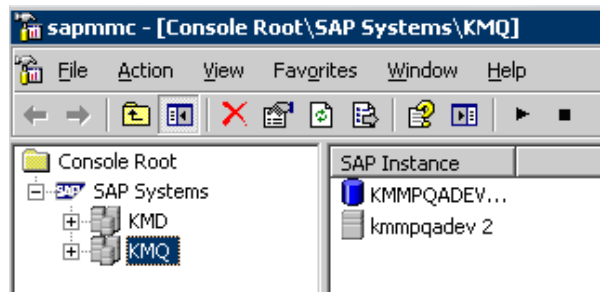 sapmmc - [Console Root\SAP Systems\KMQ]
File Action View Favorites Window Help
Console Root
SAP SAP Systems
KMD
KMQ
SAP Instance
KMMPQADEV...
kmmpqadev 2